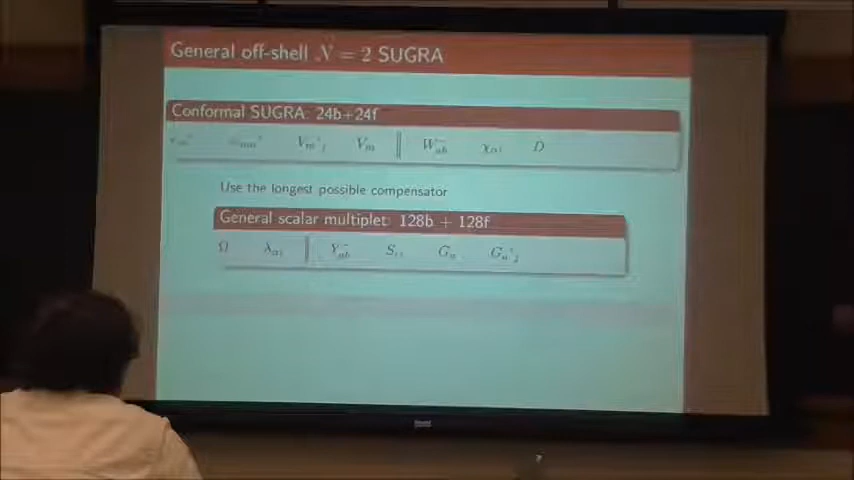 General off-shell 𝒩 = 2 SUGRA
Conformal SUGRA: 24b+24f
V_m^i_j V_m W_ab^− χ_αi D
Use the longest possible compensator
General scalar multiplet: 128b + 128f
Ω λ_αi Y_ab^− S_ij G_a G_a^i_j